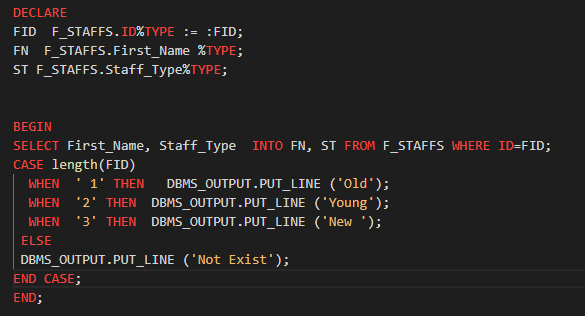 DECLARE
FID  F_STAFFS.ID%TYPE := :FID;
FN  F_STAFFS.First_Name %TYPE;
ST F_STAFFS.Staff_Type%TYPE;
BEGIN
SELECT First_Name, Staff_Type  INTO FN, ST FROM F_STAFFS WHERE ID=FID;
CASE length(FID)
  WHEN  ' 1' THEN   DBMS_OUTPUT.PUT_LINE ('Old');
  WHEN  '2' THEN  DBMS_OUTPUT.PUT_LINE ('Young');
  WHEN  '3' THEN  DBMS_OUTPUT.PUT_LINE ('New ');
 ELSE
 DBMS_OUTPUT.PUT_LINE ('Not Exist');
END CASE;
END;